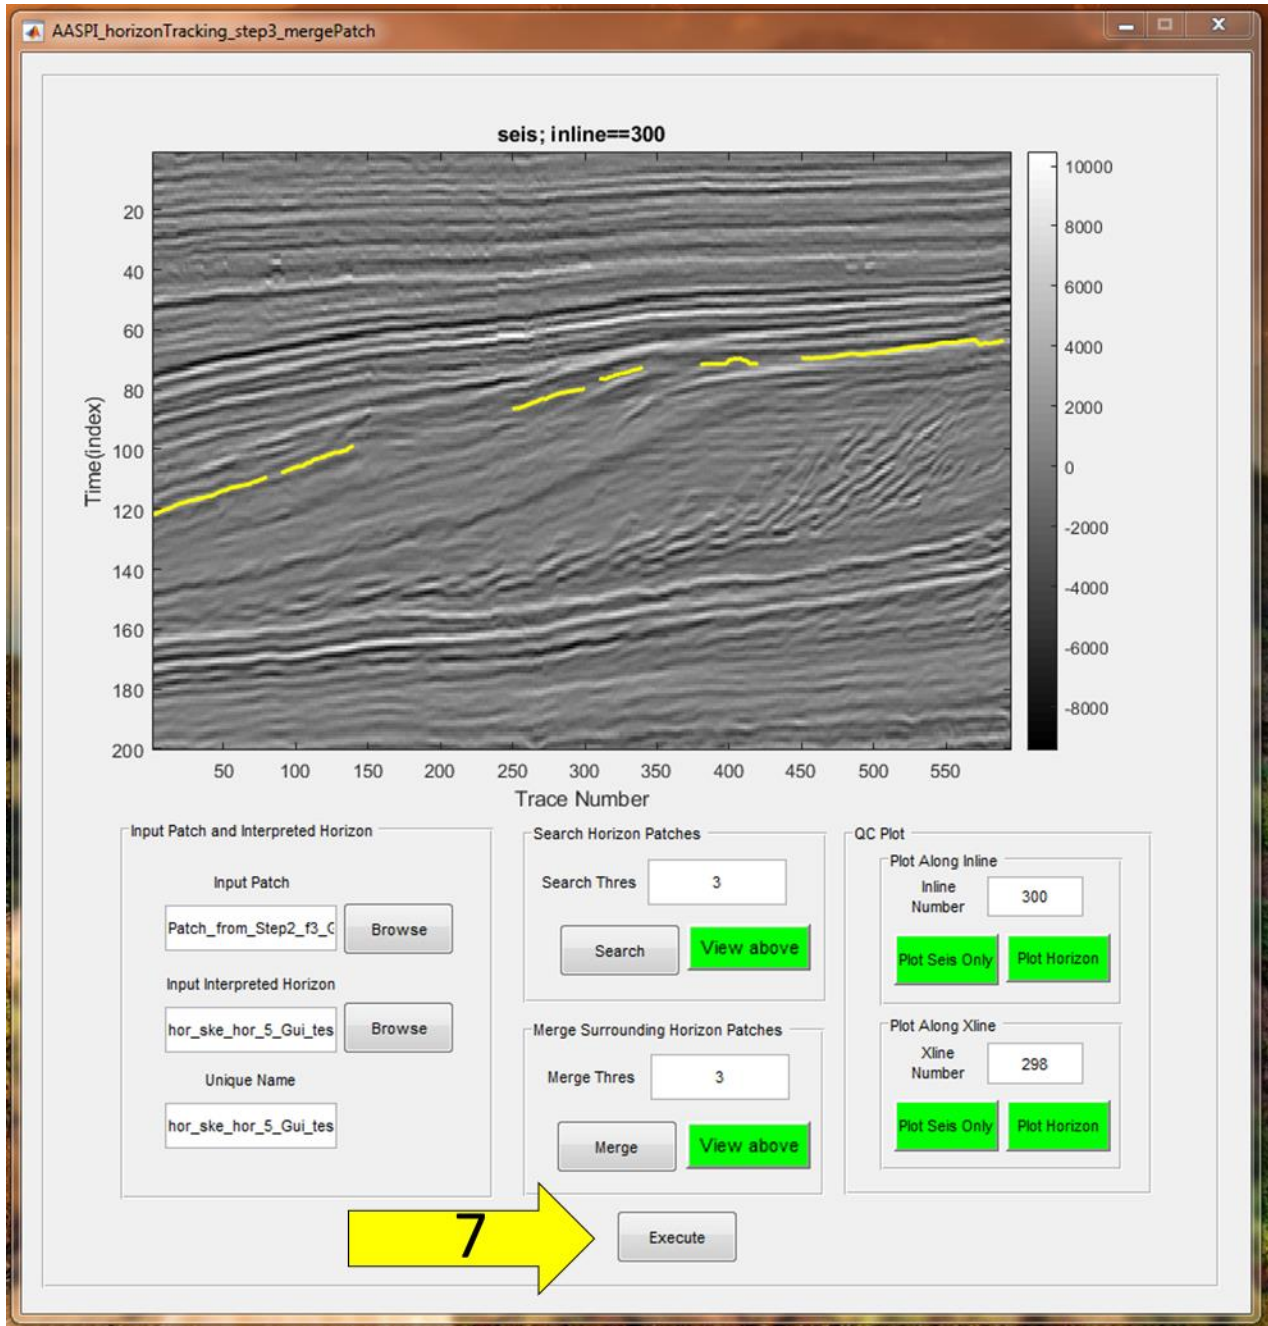 AASPI_horizonTracking_step3_mergePatch
seis; inline==300
20
40
60
80
100
120
140
160
180
200
Time(index)
50 100 150 200 250 300 350 400 450 500 550
Trace Number
10000
8000
6000
4000
2000
0
-2000
-4000
-6000
-8000
Input Patch and Interpreted Horizon
Input Patch
Patch_from_Step2_f3_G Browse
Input Interpreted Horizon
hor_ske_hor_5_Gui_tes Browse
Unique Name
hor_ske_hor_5_Gui_tes
Search Horizon Patches
Search Thres 3
Search View above
Merge Surrounding Horizon Patches
Merge Thres 3
Merge View above
QC Plot
Plot Along Inline
Inline
Number 300
Plot Seis Only Plot Horizon
Plot Along Xline
Xline
Number 298
Plot Seis Only Plot Horizon
7 Execute